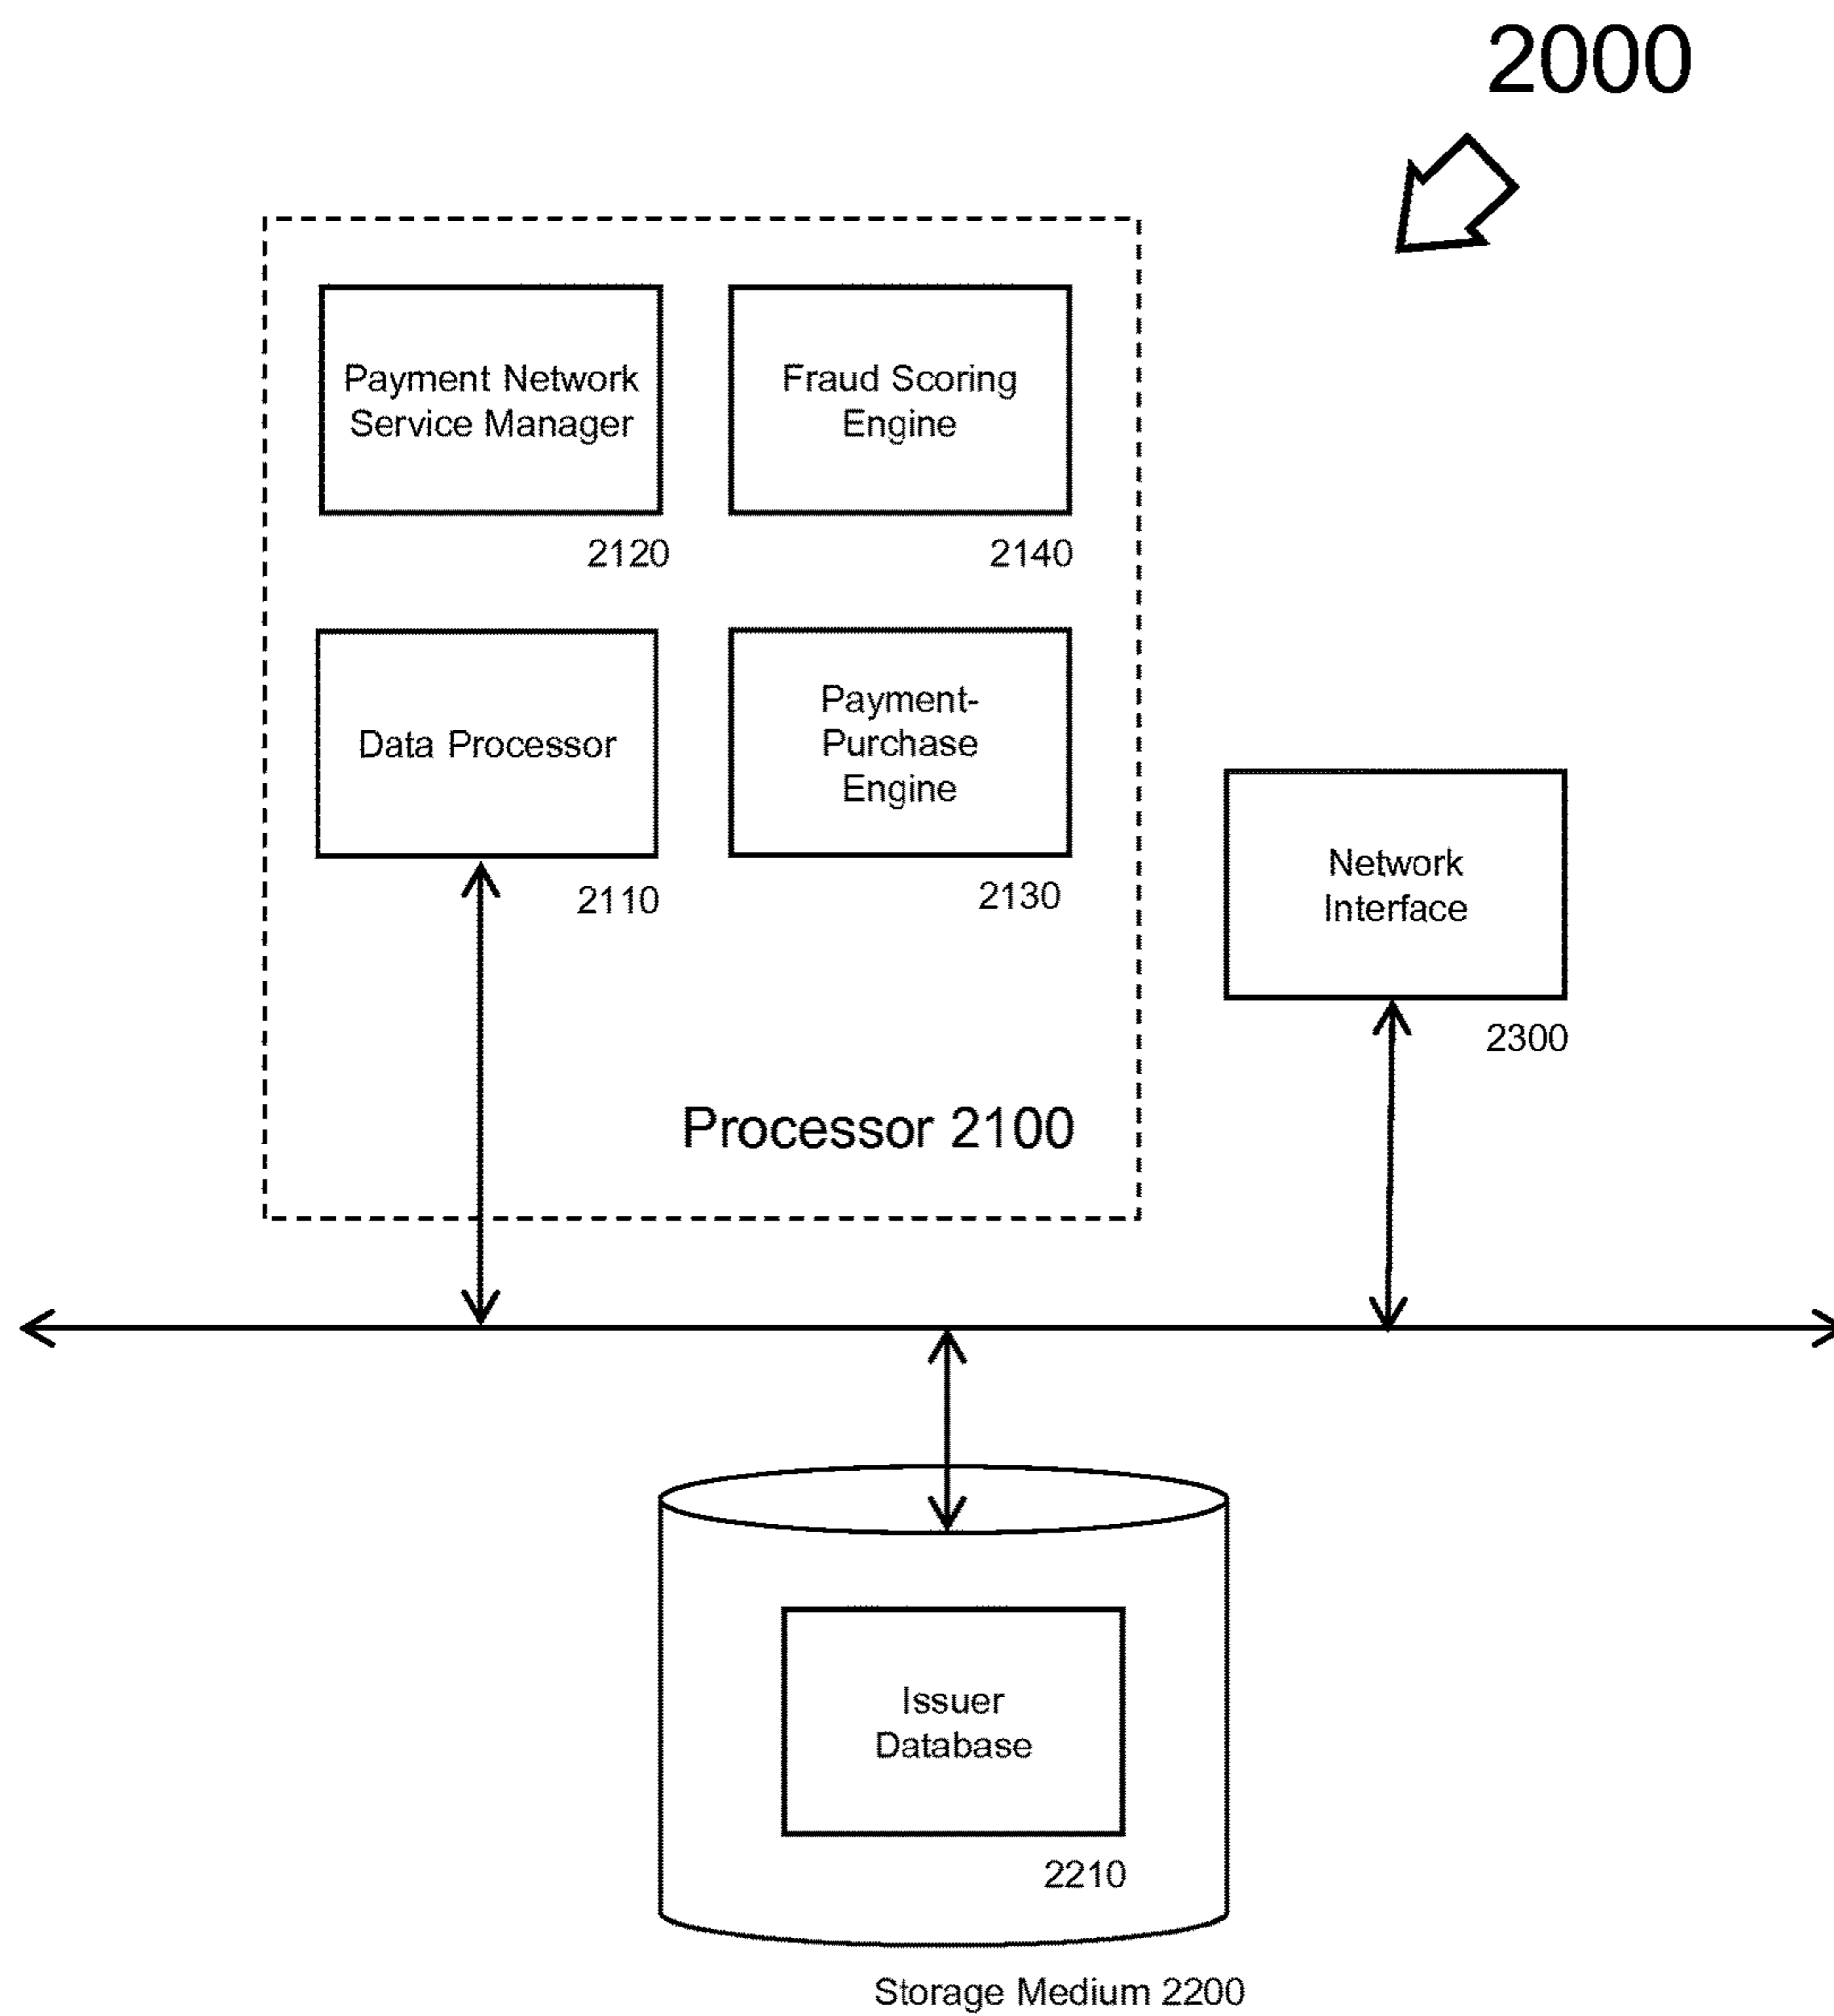 2000
Payment Network
Service Manager
2120
Fraud Scoring
Engine
2140
Data Processor
2110
Payment-
Purchase
Engine
2130
Processor 2100
Network
Interface
2300
Issuer
Database
2210
Storage Medium 2200